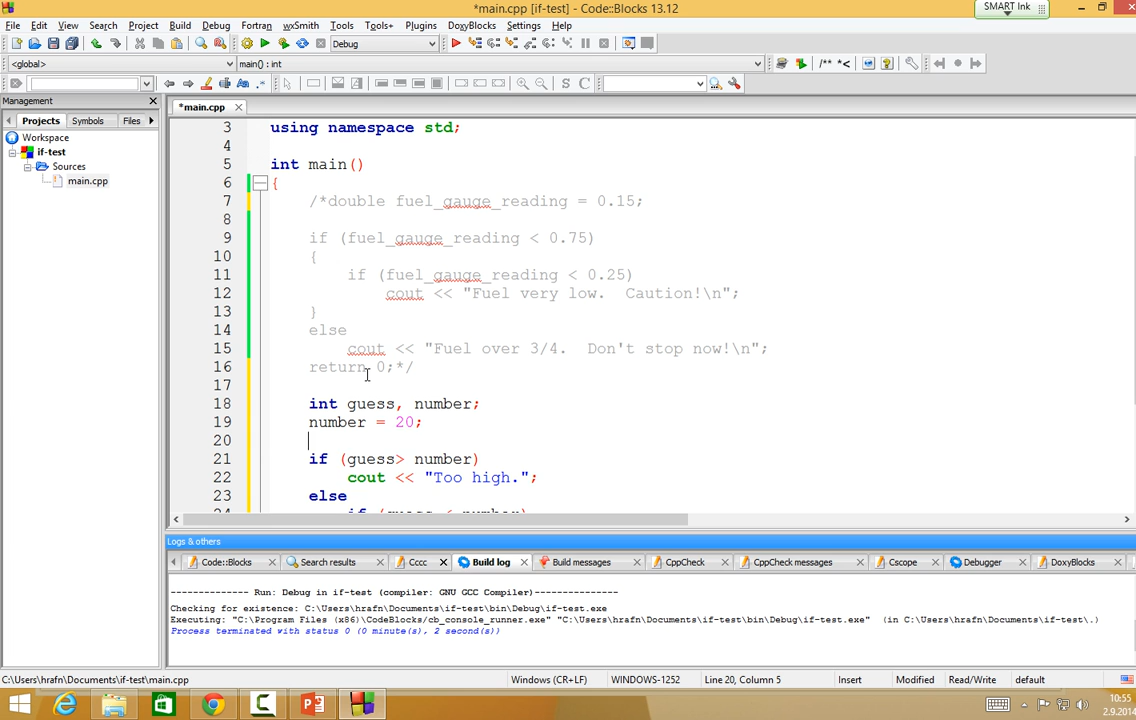 *main.cpp [if-test] - Code::Blocks 13.12
SMART Ink
File Edit View Search Project Build Debug Fortran wxSmith Tools Tools+ Plugins DoxyBlocks Settings Help
Debug
<global> main() : int
/** *<
S C
Management
Projects Symbols Files
Workspace
if-test
Sources
main.cpp
*main.cpp
3 using namespace std;
4
5 int main()
6 {
7 /*double fuel_gauge_reading = 0.15;
8
9 if (fuel_gauge_reading < 0.75)
10 {
11 if (fuel_gauge_reading < 0.25)
12 cout << "Fuel very low.  Caution!\n";
13 }
14 else
15 cout << "Fuel over 3/4.  Don't stop now!\n";
16 return 0;*/
17
18 int guess, number;
19 number = 20;
20
21 if (guess> number)
22 cout << "Too high.";
23 else
24 if (guess < number)
Logs & others
Code::Blocks Search results Cccc Build log Build messages CppCheck CppCheck messages Cscope Debugger DoxyBlocks
-------------- Run: Debug in if-test (compiler: GNU GCC Compiler)---------------
Checking for existence: C:\Users\hrafn\Documents\if-test\bin\Debug\if-test.exe
Executing: "C:\Program Files (x86)\CodeBlocks/cb_console_runner.exe" "C:\Users\hrafn\Documents\if-test\bin\Debug\if-test.exe"  (in C:\Users\hrafn\Documents\if-test\.)
Process terminated with status 0 (0 minute(s), 2 second(s))
C:\Users\hrafn\Documents\if-test\main.cpp Windows (CR+LF) WINDOWS-1252 Line 20, Column 5 Insert Modified Read/Write default
10:55
2.9.2014